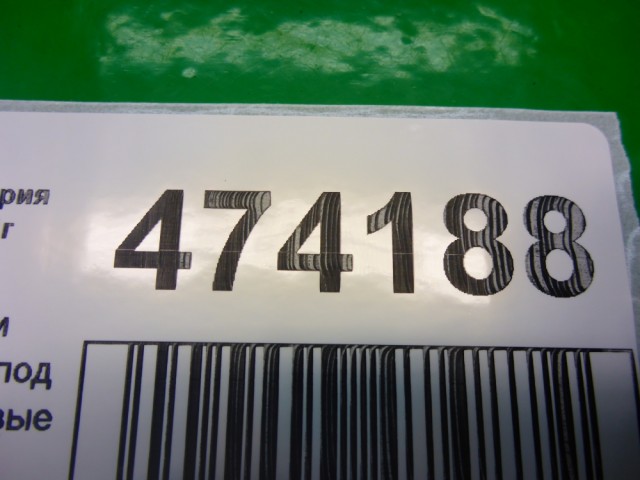 474188
рия
г
и
под
вые